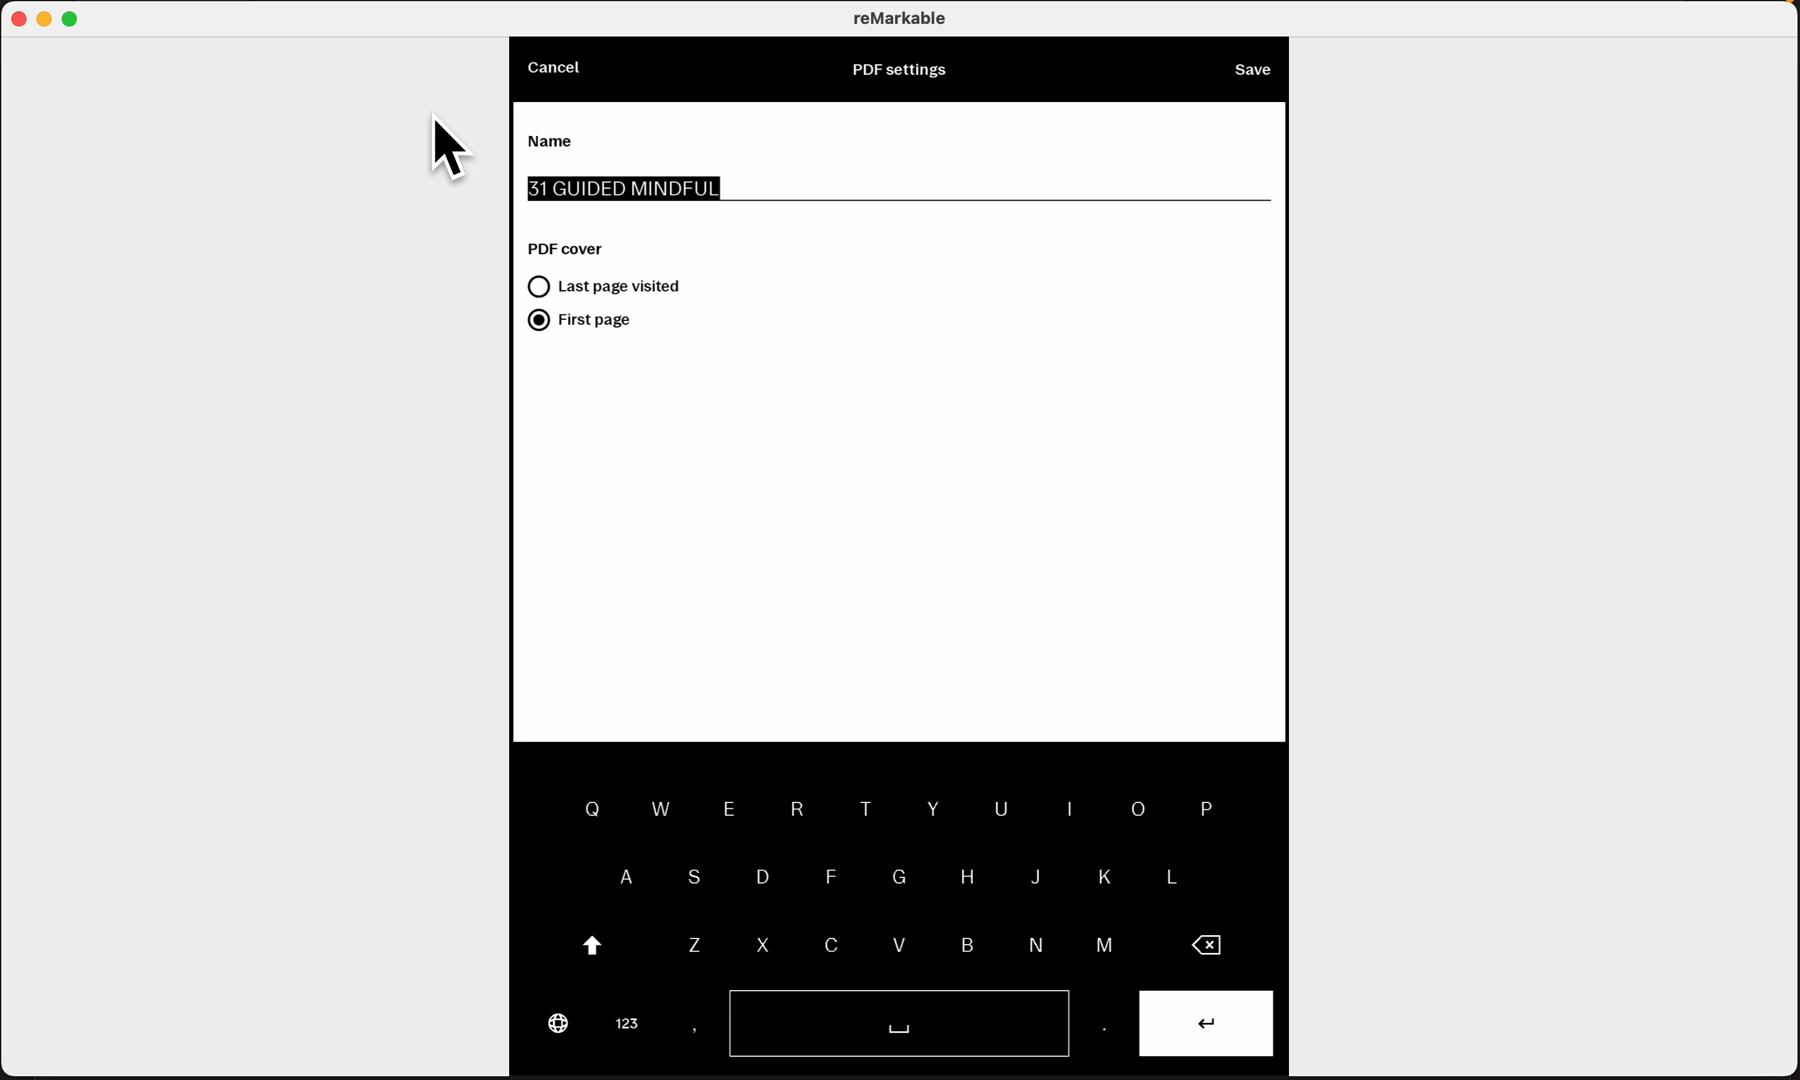 reMarkable
Cancel
PDF settings
Save
Name
31 GUIDED MINDFUL
PDF cover
Last page visited
First page
Q W E R T Y U I O P
A S D F G H J K L
Z X C V B N M
123 , .